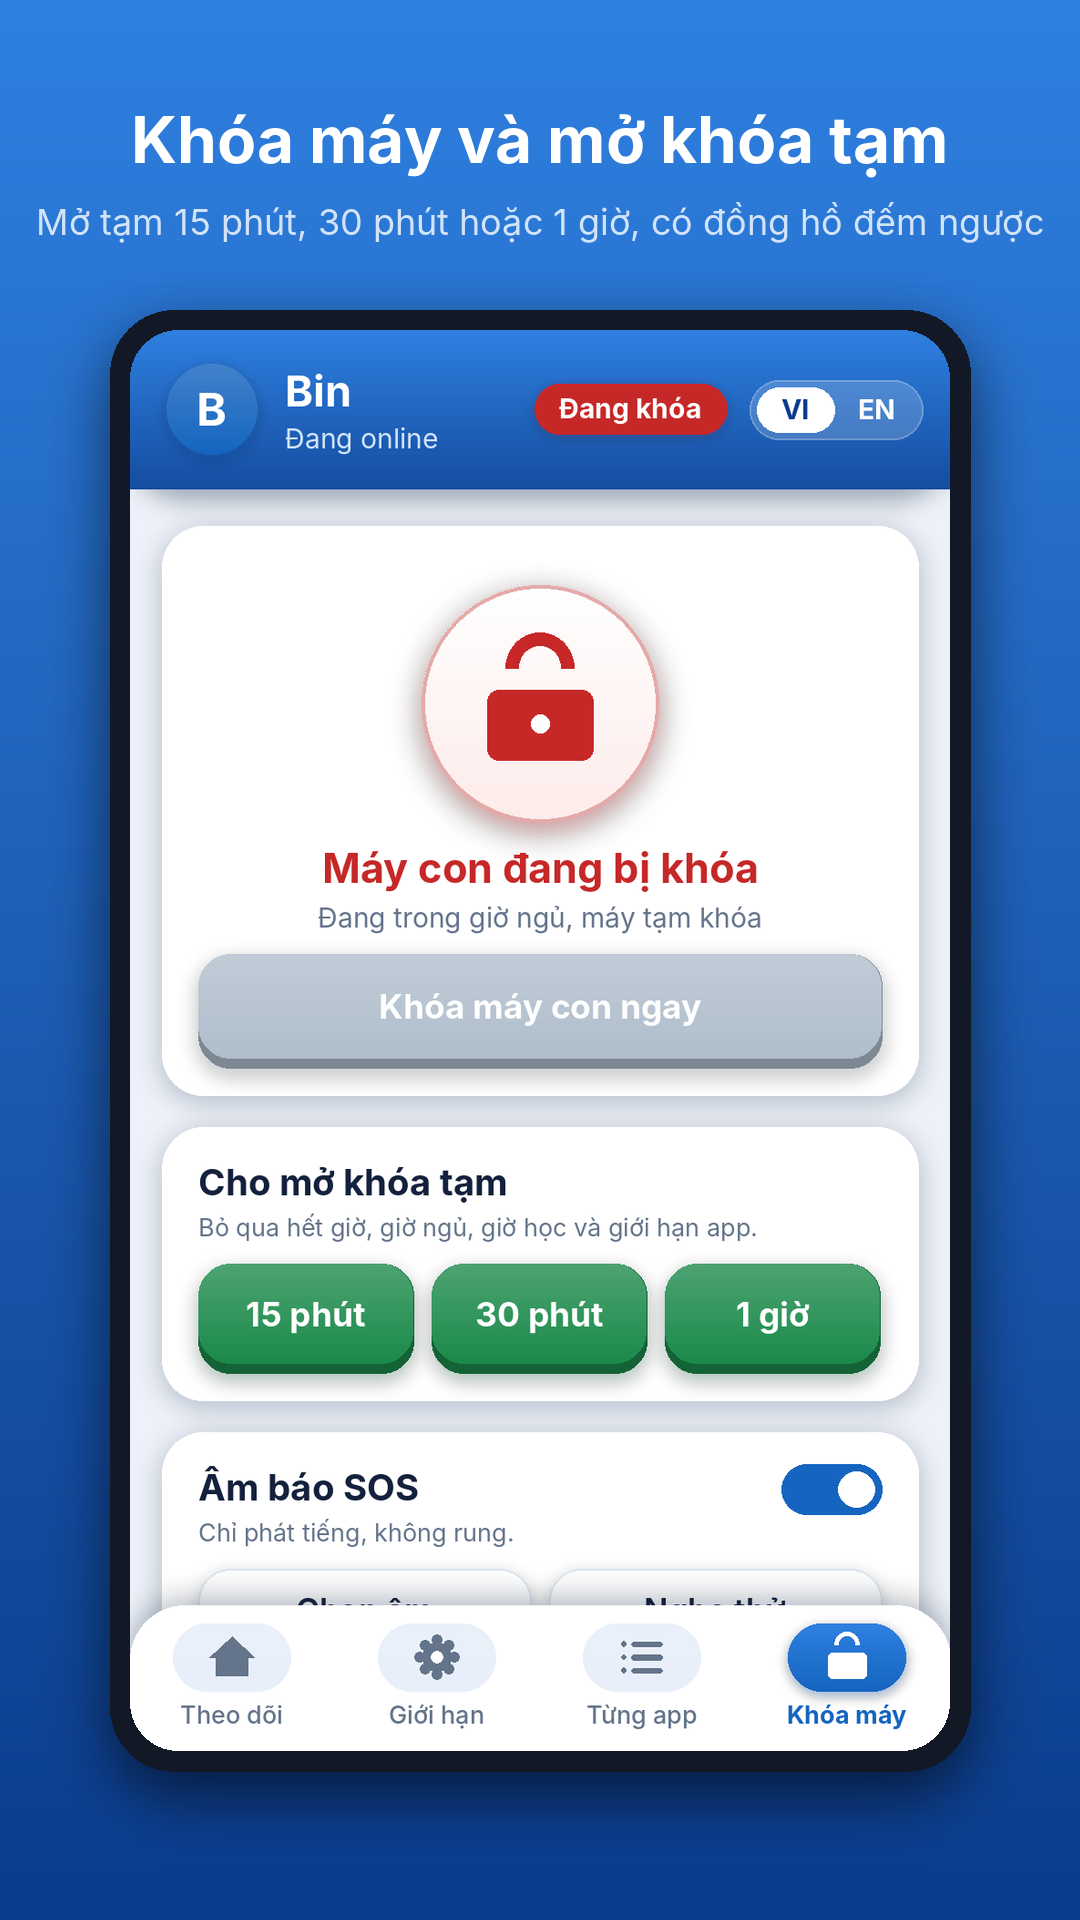 Khóa máy và mở khóa tạm
Mở tạm 15 phút, 30 phút hoặc 1 giờ, có đồng hồ đếm ngược
B
Bin
Đang online
Đang khóa
VI
EN
Máy con đang bị khóa
Đang trong giờ ngủ, máy tạm khóa
Khóa máy con ngay
Cho mở khóa tạm
Bỏ qua hết giờ, giờ ngủ, giờ học và giới hạn app.
15 phút
30 phút
1 giờ
Âm báo SOS
Chỉ phát tiếng, không rung.
Theo dõi
Giới hạn
Từng app
Khóa máy